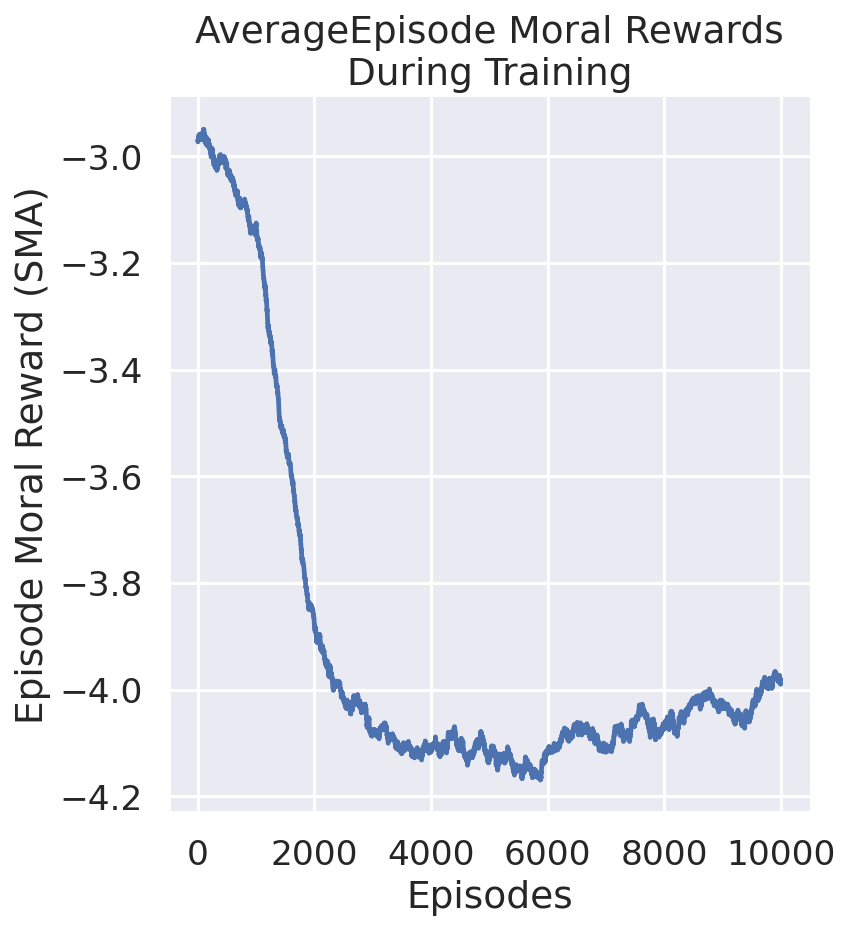 AverageEpisode Moral Rewards
During Training
Episode Moral Reward (SMA)
−3.0
−3.2
−3.4
−3.6
−3.8
−4.0
−4.2
0 2000 4000 6000 8000 10000
Episodes